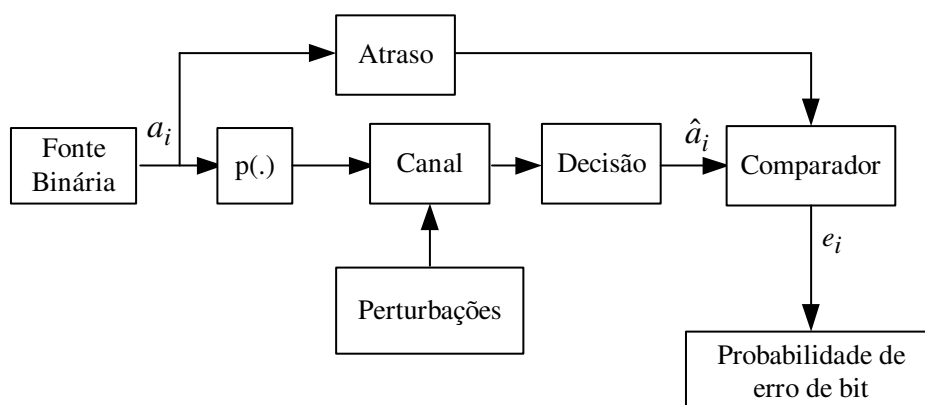 Atraso
a_i
â_i
Fonte
Binária
p(.)
Canal
Decisão
Comparador
e_i
Perturbações
Probabilidade de
erro de bit